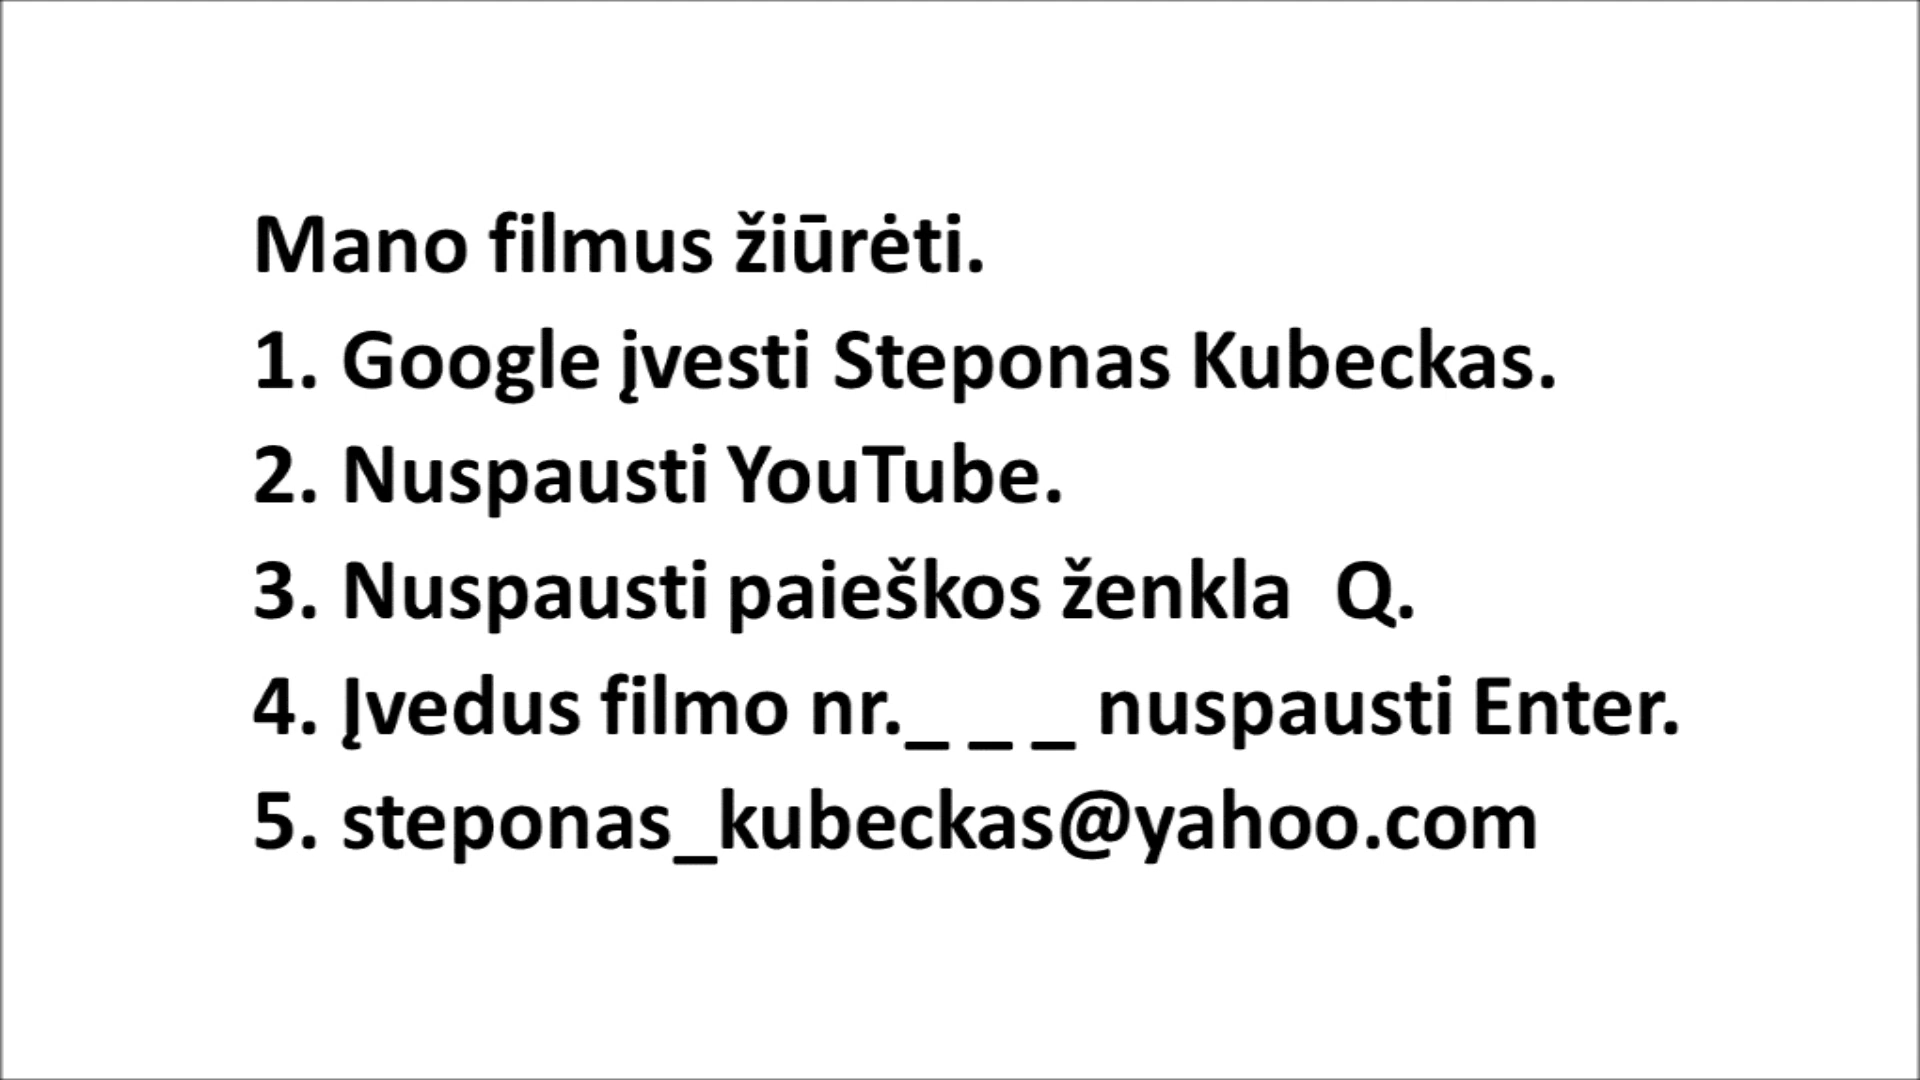 Mano filmus žiūrėti.
1. Google įvesti Steponas Kubeckas.
2. Nuspausti YouTube.
3. Nuspausti paieškos ženkla  Q.
4. Įvedus filmo nr._ _ _ nuspausti Enter.
5. steponas_kubeckas@yahoo.com